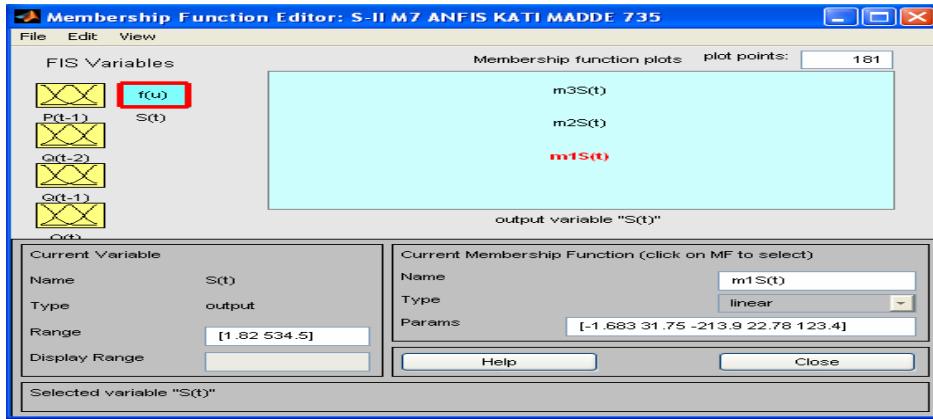 Membership Function Editor: S-II M7 ANFIS KATI MADDE 735
File Edit View
FIS Variables
f(u)
P(t-1)
S(t)
Q(t-2)
Q(t-1)
Q(t)
Membership function plots
plot points:
181
m3S(t)
m2S(t)
m1S(t)
output variable "S(t)"
Current Variable
Name S(t)
Type output
Range [1.82 534.5]
Display Range
Current Membership Function (click on MF to select)
Name m1S(t)
Type linear
Params [-1.683 31.75 -213.9 22.78 123.4]
Help
Close
Selected variable "S(t)"